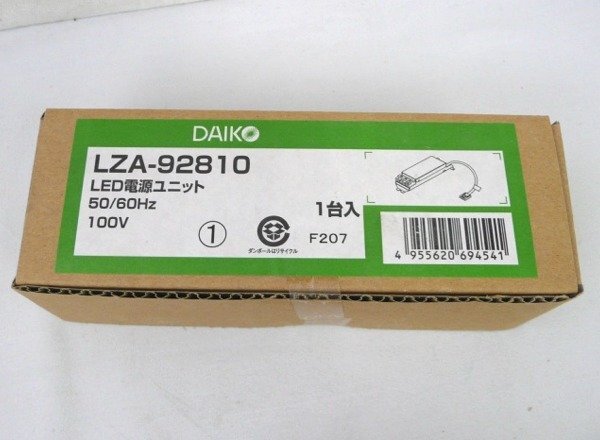 DAIKO
LZA-92810
LED電源ユニット
50/60Hz
100V
①
ダンボールはリサイクル
F207
1台入
4 955620 694541